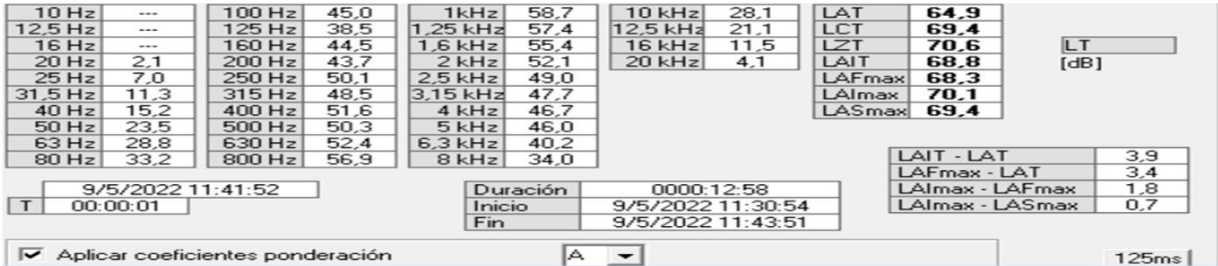 10 Hz --- 100 Hz 45,0 1kHz 58,7 10 kHz 28,1 LAT 64,9
12,5 Hz --- 125 Hz 38,5 1,25 kHz 57,4 12,5 kHz 21,1 LCT 69,4
16 Hz --- 160 Hz 44,5 1,6 kHz 55,4 16 kHz 11,5 LZT 70,6 LT
20 Hz 2,1 200 Hz 43,7 2 kHz 52,1 20 kHz 4,1 LAIT 68,8 [dB]
25 Hz 7,0 250 Hz 50,1 2,5 kHz 49,0 LAFmax 68,3
31,5 Hz 11,3 315 Hz 48,5 3,15 kHz 47,7 LAImax 70,1
40 Hz 15,2 400 Hz 51,6 4 kHz 46,7 LASmax 69,4
50 Hz 23,5 500 Hz 50,3 5 kHz 46,0
63 Hz 28,8 630 Hz 52,4 6,3 kHz 40,2
80 Hz 33,2 800 Hz 56,9 8 kHz 34,0
LAIT - LAT 3,9
LAFmax - LAT 3,4
LAImax - LAFmax 1,8
LAImax - LASmax 0,7
9/5/2022 11:41:52
T 00:00:01
Duración 0000:12:58
Inicio 9/5/2022 11:30:54
Fin 9/5/2022 11:43:51
Aplicar coeficientes ponderación A
125ms